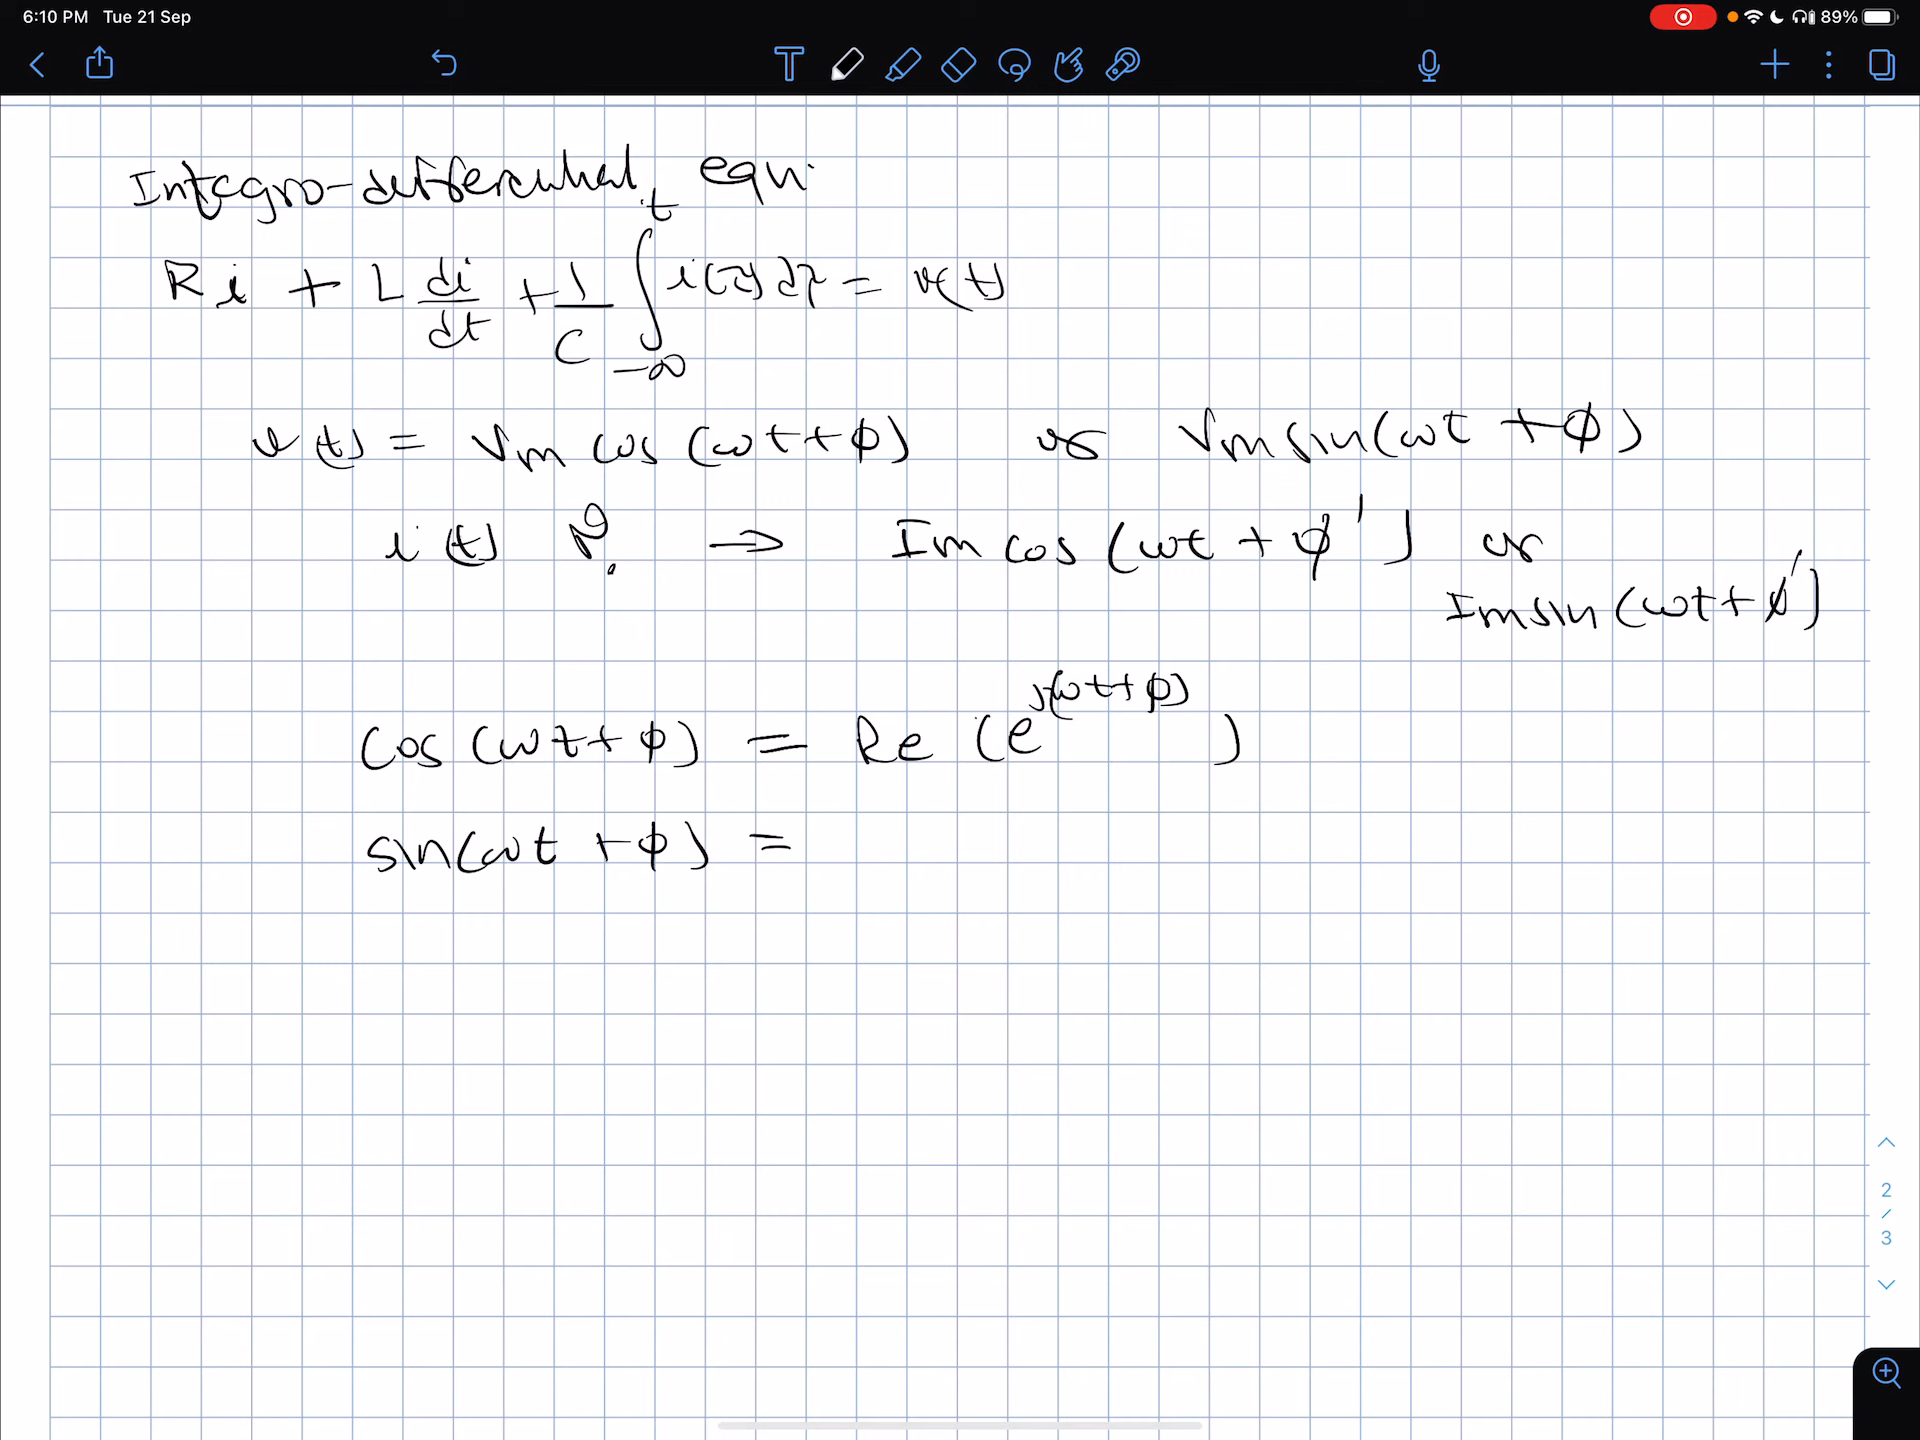 6:10 PM Tue 21 Sep 89%
Integro-differential eqn.
Ri + L di/dt + 1/C ∫_{-∞}^{t} i(τ) dτ = v(t)
v(t) = Vm cos (ωt + ϕ) or Vm sin(ωt + ϕ)
i(t) ? ⇒ Im cos (ωt + ϕ') or
Im sin (ωt + ϕ')
cos (ωt + ϕ) = Re (e^{j(ωt+ϕ)})
sin(ωt + ϕ) =
2
/
3